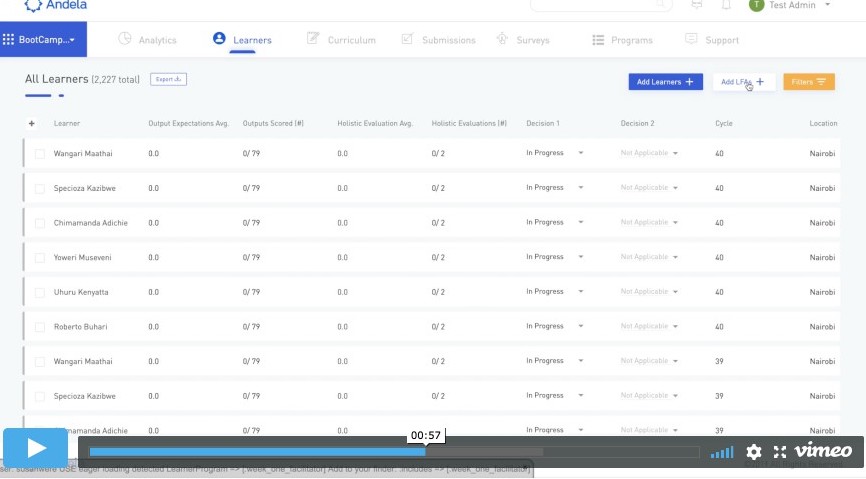 Andela
T Test Admin
BootCamp... Analytics Learners Curriculum Submissions Surveys Programs Support
All Learners (2,227 total) Export Add Learners + Add LFAs + Filters
+ Learner Output Expectations Avg. Outputs Scored (#) Holistic Evaluation Avg. Holistic Evaluations (#) Decision 1 Decision 2 Cycle Location
Wangari Maathai 0.0 0/ 79 0.0 0/ 2 In Progress Not Applicable 40 Nairobi
Specioza Kazibwe 0.0 0/ 79 0.0 0/ 2 In Progress Not Applicable 40 Nairobi
Chimamanda Adichie 0.0 0/ 79 0.0 0/ 2 In Progress Not Applicable 40 Nairobi
Yoweri Museveni 0.0 0/ 79 0.0 0/ 2 In Progress Not Applicable 40 Nairobi
Uhuru Kenyatta 0.0 0/ 79 0.0 0/ 2 In Progress Not Applicable 40 Nairobi
Roberto Buhari 0.0 0/ 79 0.0 0/ 2 In Progress Not Applicable 40 Nairobi
Wangari Maathai 0.0 0/ 79 0.0 0/ 2 In Progress Not Applicable 39 Nairobi
Specioza Kazibwe 0.0 0/ 79 0.0 0/ 2 In Progress Not Applicable 39 Nairobi
namanda Adichie 0.0 0/ 79 0.0 0/ 2 In Progress Not Applicable 39 Nairobi
00:57
vimeo
ser: susanwere USE eager loading detected LearnerProgram => [:week_one_facilitator] Add to your finder: :includes => [:week_one_facilitator]